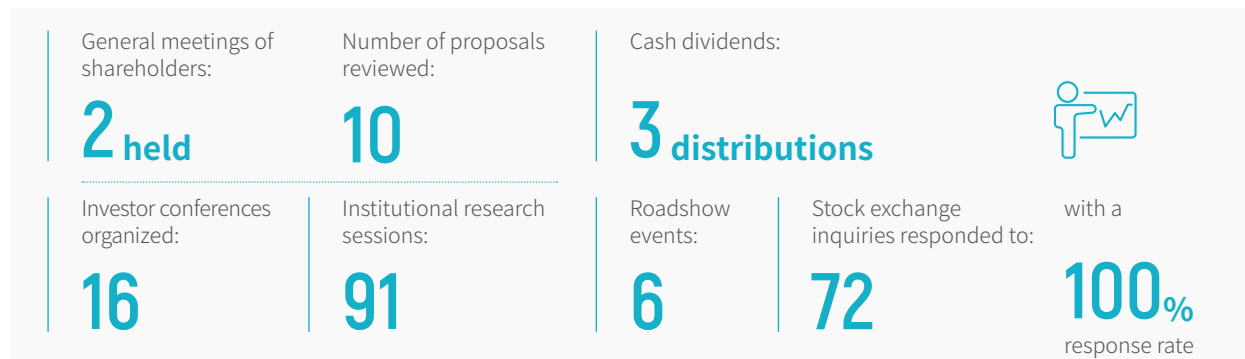 General meetings of
shareholders:
2 held
Number of proposals
reviewed:
10
Cash dividends:
3 distributions
Investor conferences
organized:
16
Institutional research
sessions:
91
Roadshow
events:
6
Stock exchange
inquiries responded to:
72
with a
100%
response rate